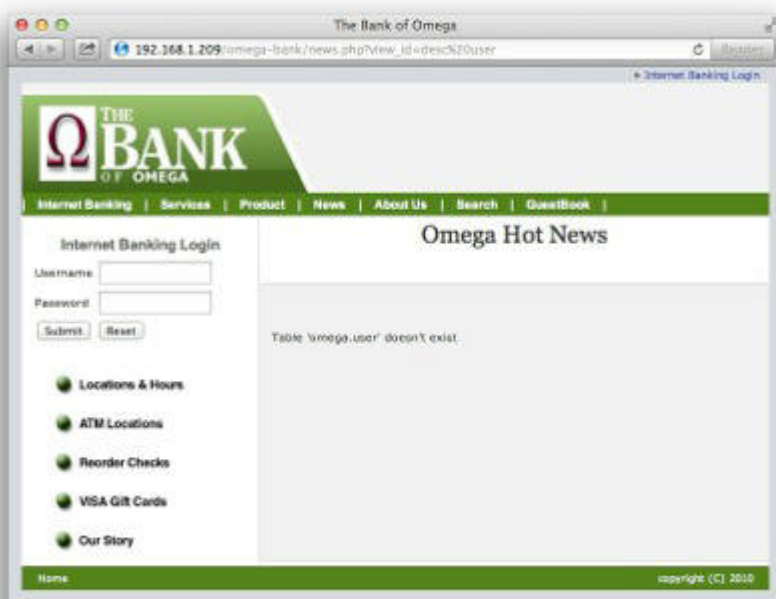 The Bank of Omega
192.168.1.209/omega-bank/news.php?view_id=desc%20user
Reader
Internet Banking Login
Ω THE
BANK
OF OMEGA
| Internet Banking | Services | Product | News | About Us | Search | GuestBook |
Internet Banking Login
Username
Password
Submit Reset
Omega Hot News
Table 'omega.user' doesn't exist
Locations & Hours
ATM Locations
Reorder Checks
VISA Gift Cards
Our Story
Home
copyright (C) 2010